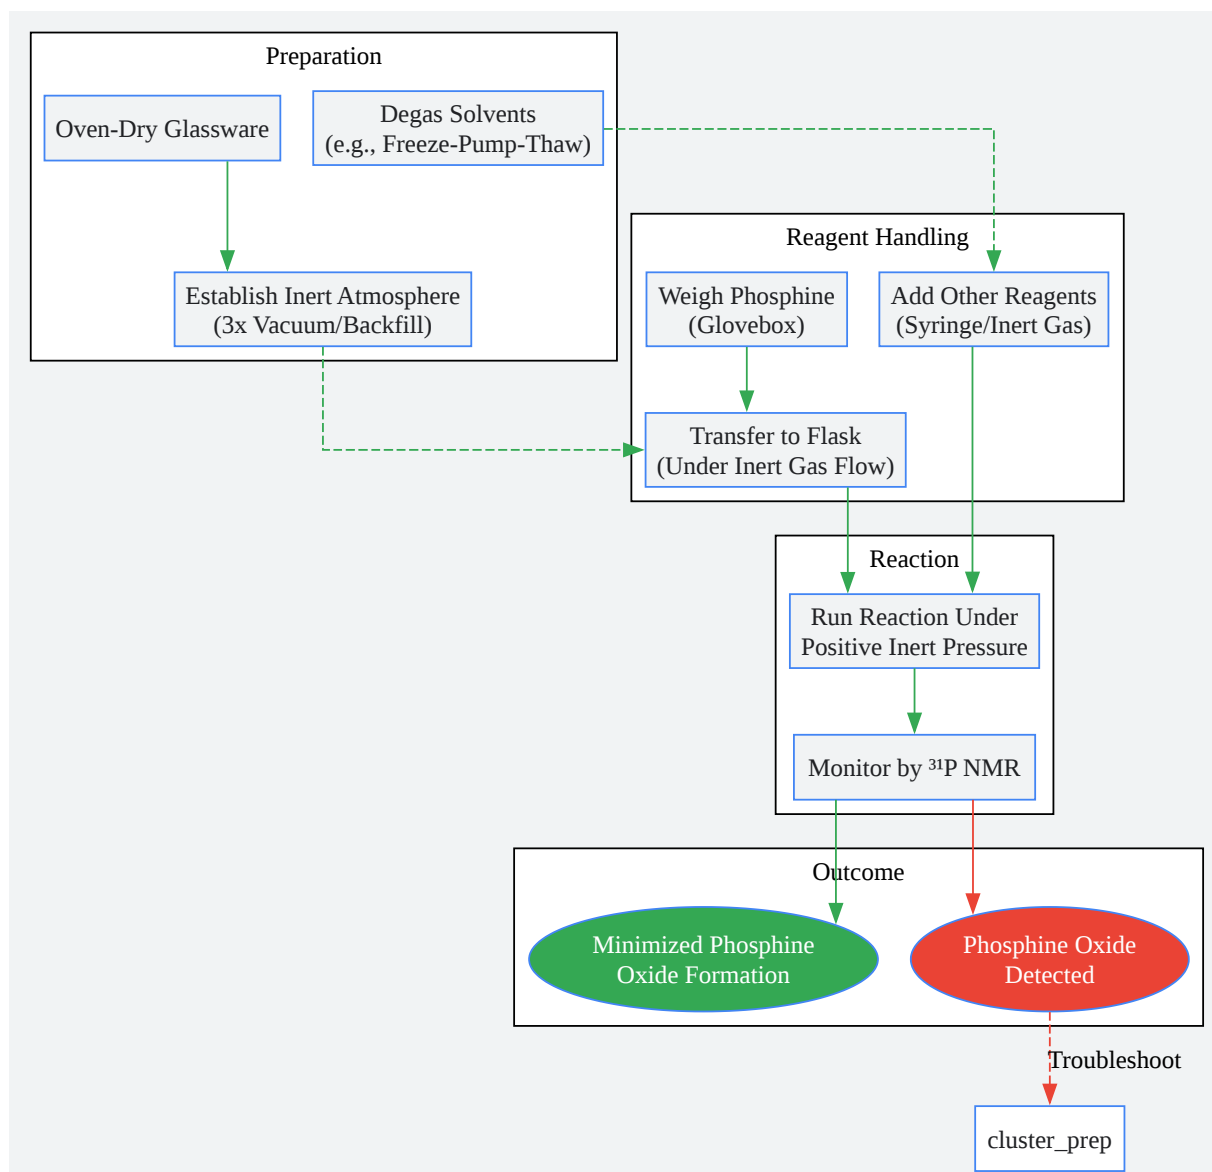 Preparation
Oven-Dry Glassware
Degas Solvents
(e.g., Freeze-Pump-Thaw)
Establish Inert Atmosphere
(3x Vacuum/Backfill)
Reagent Handling
Weigh Phosphine
(Glovebox)
Add Other Reagents
(Syringe/Inert Gas)
Transfer to Flask
(Under Inert Gas Flow)
Reaction
Run Reaction Under
Positive Inert Pressure
Monitor by ³¹P NMR
Outcome
Minimized Phosphine
Oxide Formation
Phosphine Oxide
Detected
Troubleshoot
cluster_prep